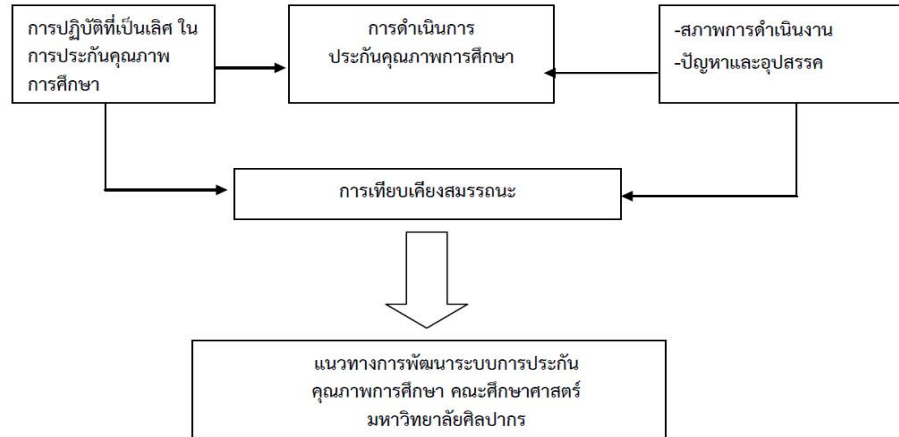 การปฏิบัติที่เป็นเลิศ ใน
การประกันคุณภาพ
การศึกษา
การดำเนินการ
ประกันคุณภาพการศึกษา
-สภาพการดำเนินงาน
-ปัญหาและอุปสรรค
การเทียบเคียงสมรรถนะ
แนวทางการพัฒนาระบบการประกัน
คุณภาพการศึกษา คณะศึกษาศาสตร์
มหาวิทยาลัยศิลปากร